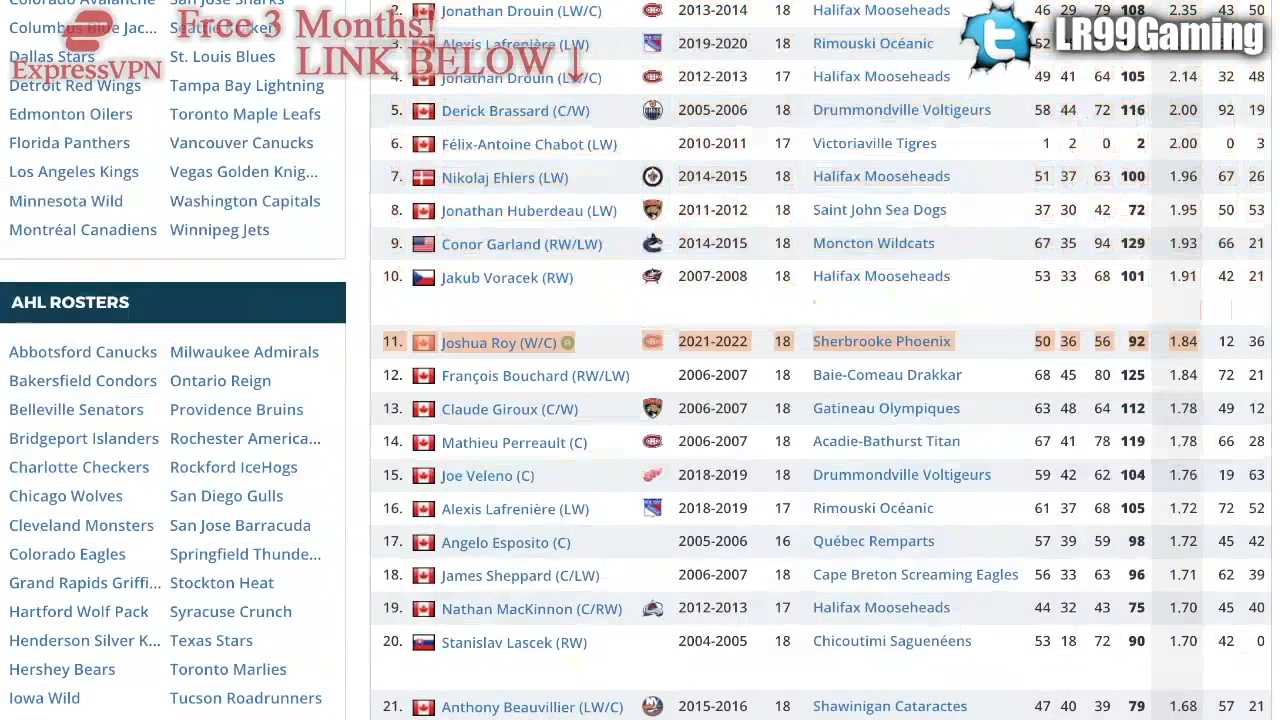 Colorado Avalanche San Jose Sharks
Columbus Blue Jac... Seattle Kraken
Dallas Stars St. Louis Blues
Detroit Red Wings Tampa Bay Lightning
Edmonton Oilers Toronto Maple Leafs
Florida Panthers Vancouver Canucks
Los Angeles Kings Vegas Golden Knig...
Minnesota Wild Washington Capitals
Montréal Canadiens Winnipeg Jets
ExpressVPN
Free 3 Months!
LINK BELOW ↓
LR99Gaming
AHL ROSTERS
Abbotsford Canucks Milwaukee Admirals
Bakersfield Condors Ontario Reign
Belleville Senators Providence Bruins
Bridgeport Islanders Rochester America...
Charlotte Checkers Rockford IceHogs
Chicago Wolves San Diego Gulls
Cleveland Monsters San Jose Barracuda
Colorado Eagles Springfield Thunde...
Grand Rapids Griffi... Stockton Heat
Hartford Wolf Pack Syracuse Crunch
Henderson Silver K... Texas Stars
Hershey Bears Toronto Marlies
Iowa Wild Tucson Roadrunners
2. Jonathan Drouin (LW/C) 2013-2014 18 Halifax Mooseheads 46 29 79 108 2.35 43 50
3. Alexis Lafrenière (LW) 2019-2020 18 Rimouski Océanic 52
4. Jonathan Drouin (LW/C) 2012-2013 17 Halifax Mooseheads 49 41 64 105 2.14 32 48
5. Derick Brassard (C/W) 2005-2006 18 Drummondville Voltigeurs 58 44 72 116 2.00 92 19
6. Félix-Antoine Chabot (LW) 2010-2011 17 Victoriaville Tigres 1 2 0 2 2.00 0 3
7. Nikolaj Ehlers (LW) 2014-2015 18 Halifax Mooseheads 51 37 63 100 1.96 67 26
8. Jonathan Huberdeau (LW) 2011-2012 18 Saint John Sea Dogs 37 30 42 72 1.95 50 53
9. Conor Garland (RW/LW) 2014-2015 18 Moncton Wildcats 67 35 94 129 1.93 66 21
10. Jakub Voracek (RW) 2007-2008 18 Halifax Mooseheads 53 33 68 101 1.91 42 21
11. Joshua Roy (W/C) 2021-2022 18 Sherbrooke Phoenix 50 36 56 92 1.84 12 36
12. François Bouchard (RW/LW) 2006-2007 18 Baie-Comeau Drakkar 68 45 80 125 1.84 72 21
13. Claude Giroux (C/W) 2006-2007 18 Gatineau Olympiques 63 48 64 112 1.78 49 12
14. Mathieu Perreault (C) 2006-2007 18 Acadie-Bathurst Titan 67 41 78 119 1.78 66 28
15. Joe Veleno (C) 2018-2019 18 Drummondville Voltigeurs 59 42 62 104 1.76 19 63
16. Alexis Lafrenière (LW) 2018-2019 17 Rimouski Océanic 61 37 68 105 1.72 72 52
17. Angelo Esposito (C) 2005-2006 16 Québec Remparts 57 39 59 98 1.72 45 42
18. James Sheppard (C/LW) 2006-2007 18 Cape Breton Screaming Eagles 56 33 63 96 1.71 62 39
19. Nathan MacKinnon (C/RW) 2012-2013 17 Halifax Mooseheads 44 32 43 75 1.70 45 40
20. Stanislav Lascek (RW) 2004-2005 18 Chicoutimi Saguenéens 53 18 72 90 1.70 42 0
21. Anthony Beauvillier (LW/C) 2015-2016 18 Shawinigan Cataractes 47 40 39 79 1.68 57 21